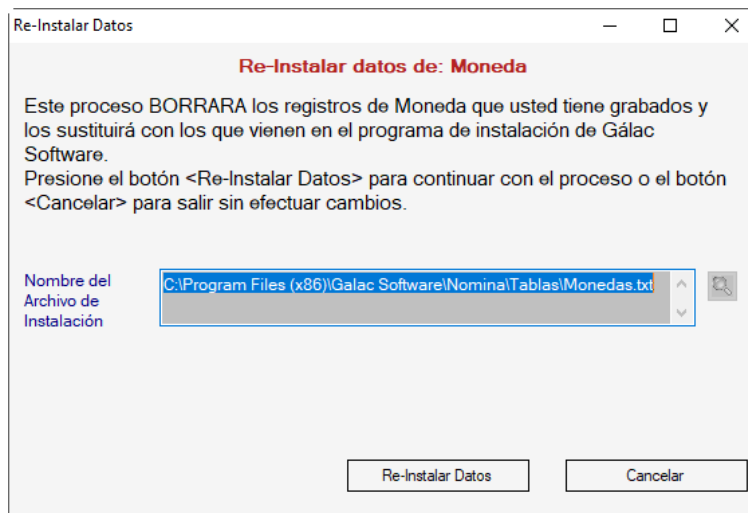 Re-Instalar Datos
Re-Instalar datos de: Moneda
Este proceso BORRARA los registros de Moneda que usted tiene grabados y
los sustituirá con los que vienen en el programa de instalación de Gálac
Software.
Presione el botón <Re-Instalar Datos> para continuar con el proceso o el botón
<Cancelar> para salir sin efectuar cambios.
Nombre del
Archivo de
Instalación
C:\Program Files (x86)\Galac Software\Nomina\Tablas\Monedas.txt
Re-Instalar Datos
Cancelar